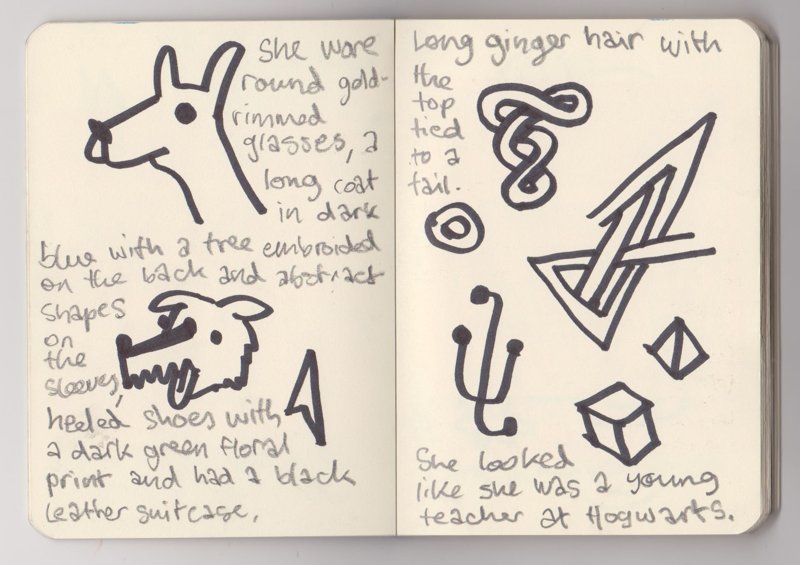 She wore
round gold-
rimmed
glasses, a
long coat
in dark
blue with a tree embroided
on the back and abstract
shapes
on
the
sleeves,
heeled shoes with
a dark green floral
print and had a black
leather suitcase.
Long ginger hair with
the
top
tied
to a
tail.
She looked
like she was a young
teacher at Hogwarts.